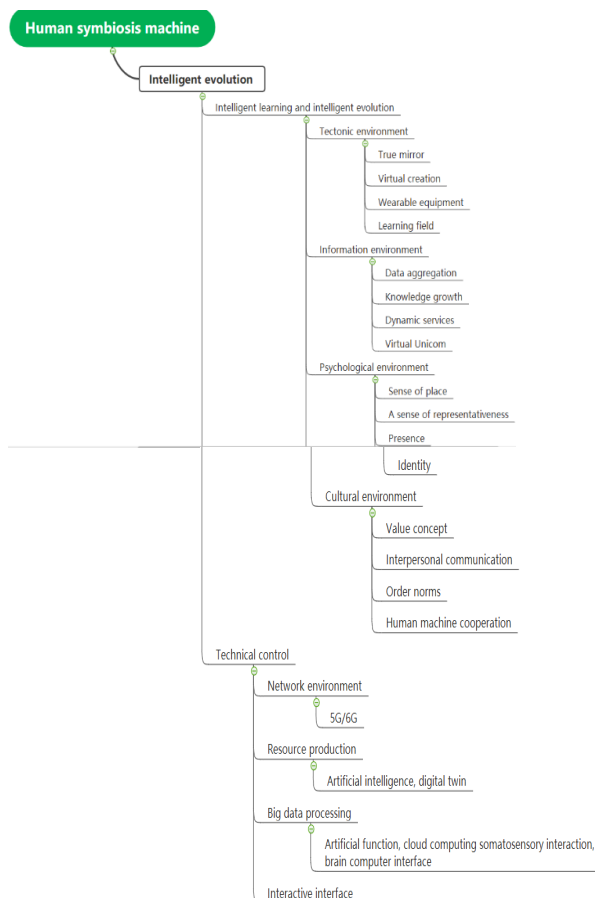 Human symbiosis machine
Intelligent evolution
Intelligent learning and intelligent evolution
Tectonic environment
True mirror
Virtual creation
Wearable equipment
Learning field
Information environment
Data aggregation
Knowledge growth
Dynamic services
Virtual Unicom
Psychological environment
Sense of place
A sense of representativeness
Presence
Identity
Cultural environment
Value concept
Interpersonal communication
Order norms
Human machine cooperation
Technical control
Network environment
5G/6G
Resource production
Artificial intelligence, digital twin
Big data processing
Artificial function, cloud computing somatosensory interaction,
brain computer interface
Interactive interface